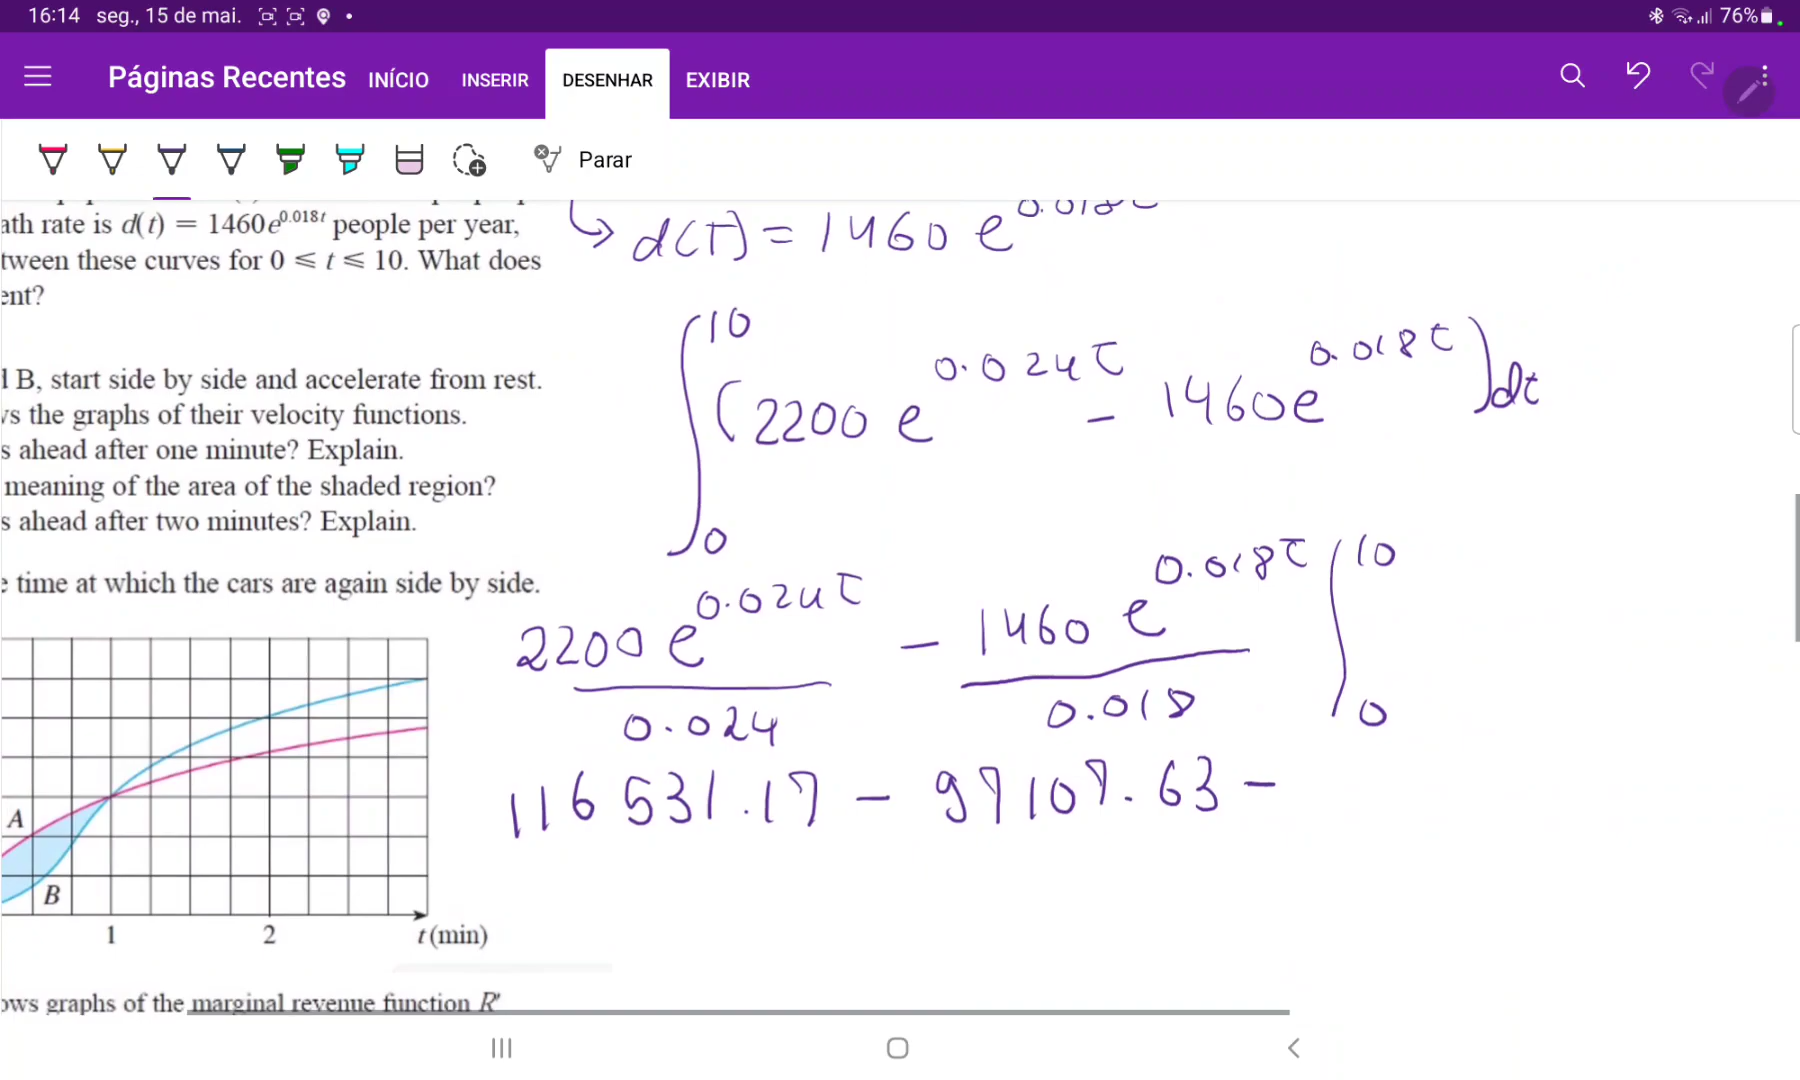 16:14 seg., 15 de mai.
76%
Páginas Recentes INÍCIO INSERIR DESENHAR EXIBIR
Parar
ath rate is d(t) = 1460e^0.018t people per year,
tween these curves for 0 ⩽ t ⩽ 10. What does
ent?
l B, start side by side and accelerate from rest.
s the graphs of their velocity functions.
s ahead after one minute? Explain.
meaning of the area of the shaded region?
s ahead after two minutes? Explain.
e time at which the cars are again side by side.
A
B
1 2 t (min)
ows graphs of the marginal revenue function R'
↳ d(T) = 1460 e^0.018t
∫₀¹⁰ (2200 e^0.024t - 1460e^0.018t) dt
2200 e^0.024t / 0.024 - 1460 e^0.018t / 0.018 |₀¹⁰
116 531.17 - 97107.63 -